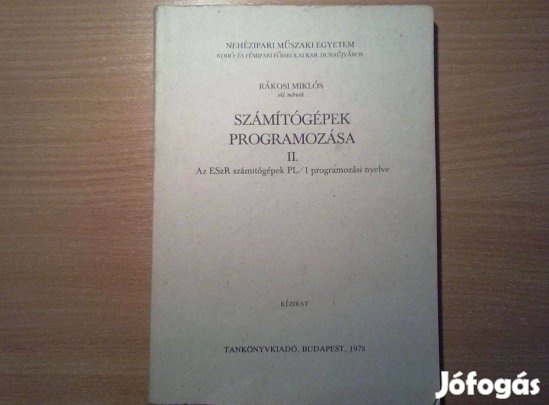 NEHÉZIPARI MŰSZAKI EGYETEM
KOHÓ- ÉS FÉMIPARI FŐISKOLAI KAR, DUNAÚJVÁROS
RÁKOSI MIKLÓS
okl. mérnök
SZÁMÍTÓGÉPEK
PROGRAMOZÁSA
II.
Az ESzR számítógépek PL/1 programozási nyelve
KÉZIRAT
TANKÖNYVKIADÓ, BUDAPEST, 1978
Jófogás